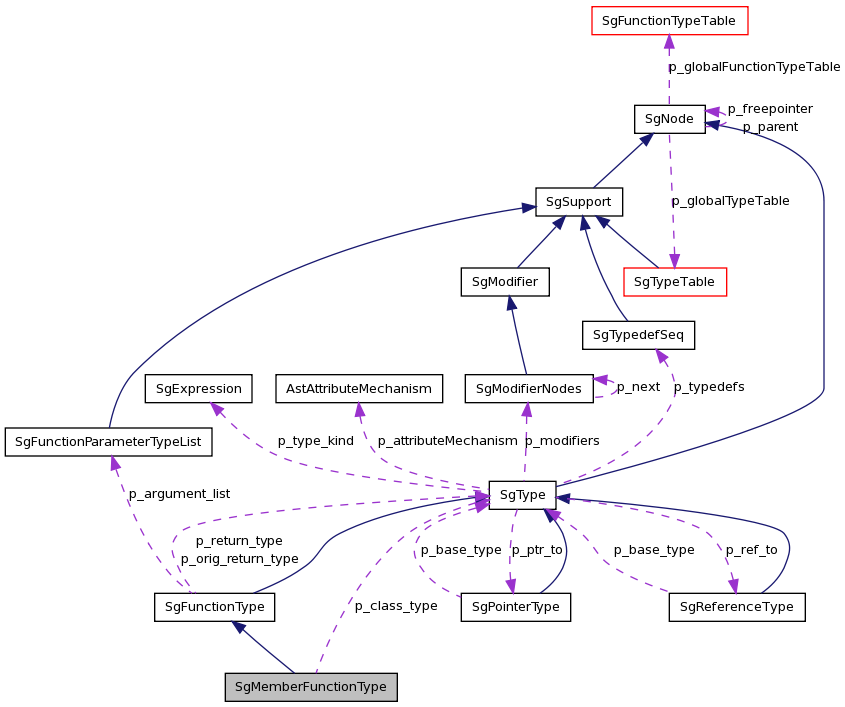 SgFunctionTypeTable
p_globalFunctionTypeTable
SgNode
p_freepointer
p_parent
SgSupport
p_globalTypeTable
SgModifier
SgTypeTable
SgTypedefSeq
SgExpression
AstAttributeMechanism
SgModifierNodes
p_next
p_typedefs
SgFunctionParameterTypeList
p_type_kind
p_attributeMechanism
p_modifiers
p_argument_list
SgType
p_return_type
p_orig_return_type
p_base_type
p_ptr_to
p_base_type
p_ref_to
p_class_type
SgFunctionType
SgPointerType
SgReferenceType
SgMemberFunctionType